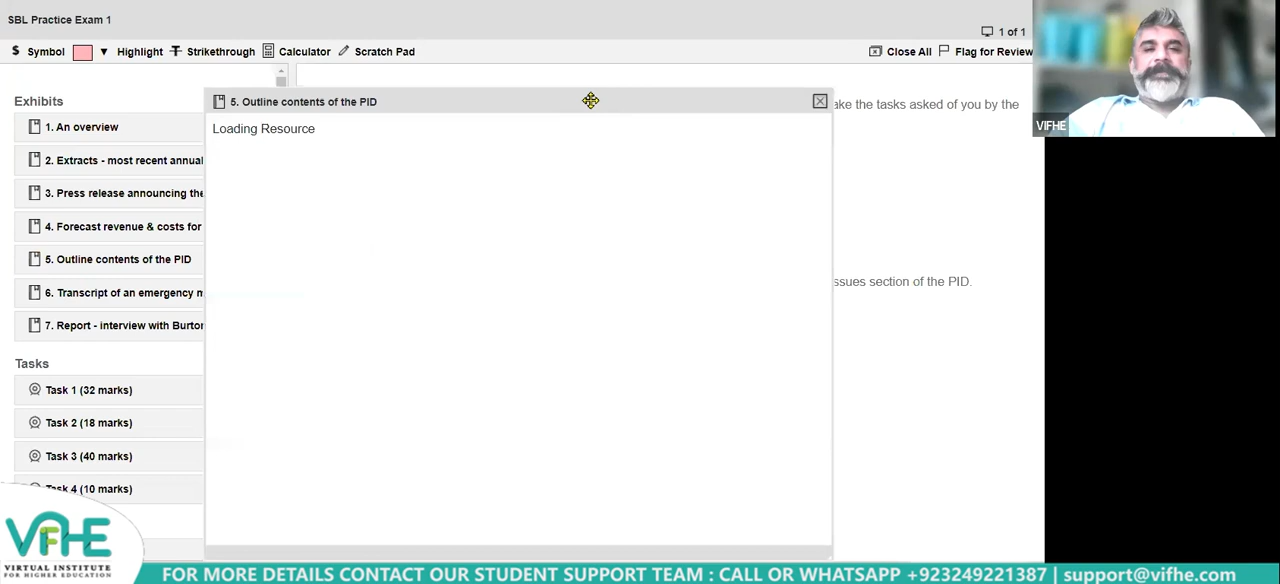 SBL Practice Exam 1
1 of 1
$ Symbol Highlight Strikethrough Calculator Scratch Pad
Close All Flag for Review
Exhibits
1. An overview
2. Extracts - most recent annual
3. Press release announcing the
4. Forecast revenue & costs for
5. Outline contents of the PID
6. Transcript of an emergency m
7. Report - interview with Burton
Tasks
Task 1 (32 marks)
Task 2 (18 marks)
Task 3 (40 marks)
Task 4 (10 marks)
5. Outline contents of the PID
Loading Resource
ake the tasks asked of you by the
ssues section of the PID.
VIFHE
VIFHE
VIRTUAL INSTITUTE
FOR HIGHER EDUCATION
FOR MORE DETAILS CONTACT OUR STUDENT SUPPORT TEAM : CALL OR WHATSAPP +923249221387 | support@vifhe.com